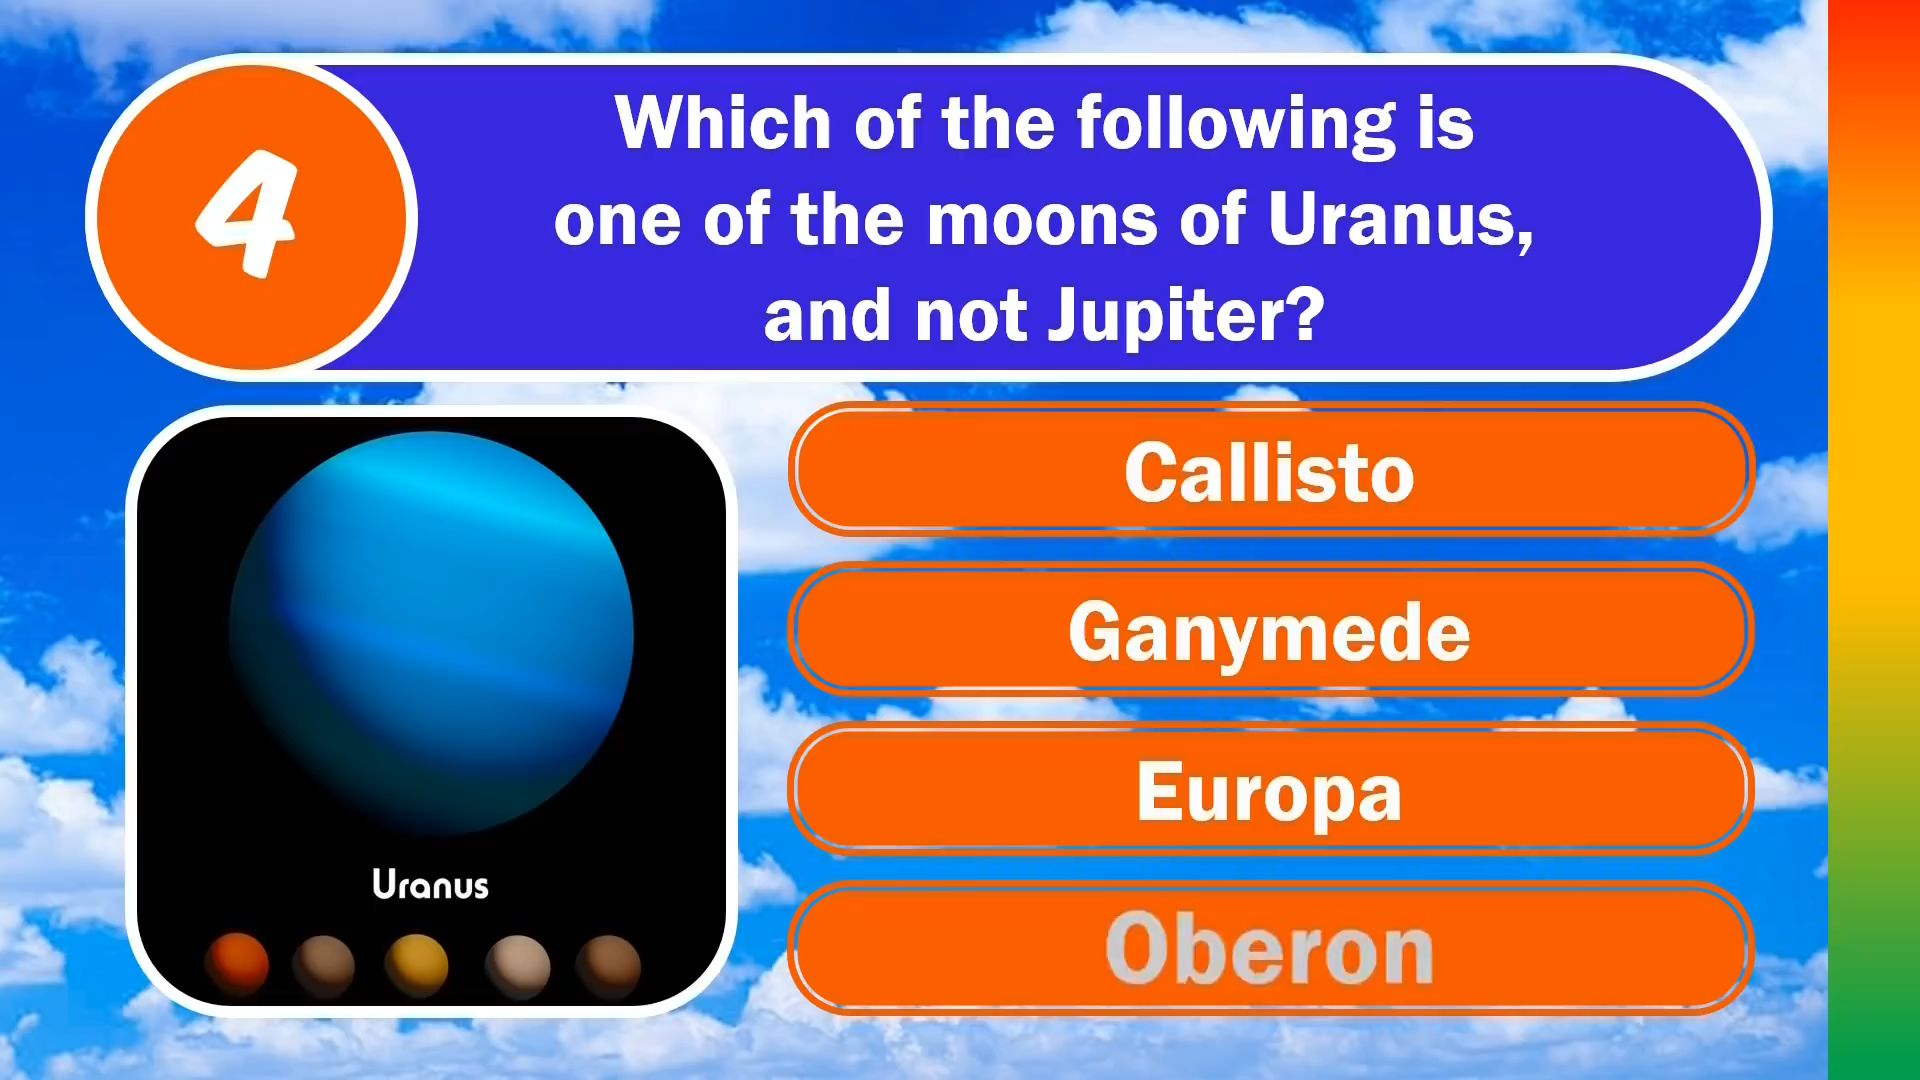 4
Which of the following is
one of the moons of Uranus,
and not Jupiter?
Uranus
Callisto
Ganymede
Europa
Oberon